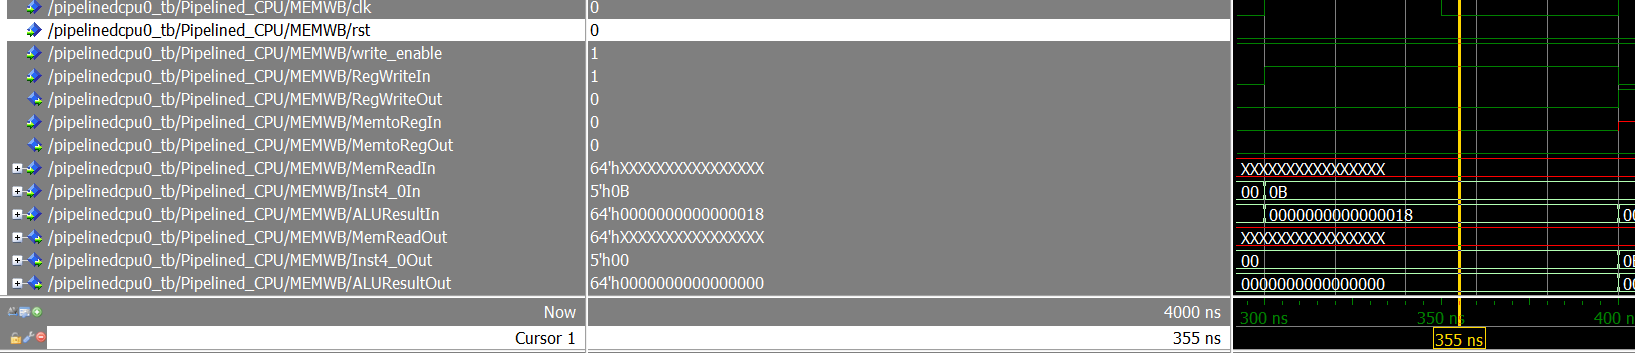 /pipelinedcpu0_tb/Pipelined_CPU/MEMWB/clk 0
/pipelinedcpu0_tb/Pipelined_CPU/MEMWB/rst 0
/pipelinedcpu0_tb/Pipelined_CPU/MEMWB/write_enable 1
/pipelinedcpu0_tb/Pipelined_CPU/MEMWB/RegWriteIn 1
/pipelinedcpu0_tb/Pipelined_CPU/MEMWB/RegWriteOut 0
/pipelinedcpu0_tb/Pipelined_CPU/MEMWB/MemtoRegIn 0
/pipelinedcpu0_tb/Pipelined_CPU/MEMWB/MemtoRegOut 0
/pipelinedcpu0_tb/Pipelined_CPU/MEMWB/MemReadIn 64'hXXXXXXXXXXXXXXXX XXXXXXXXXXXXXXXX
/pipelinedcpu0_tb/Pipelined_CPU/MEMWB/Inst4_0In 5'h0B 00 0B
/pipelinedcpu0_tb/Pipelined_CPU/MEMWB/ALUResultIn 64'h0000000000000018 0000000000000018 00
/pipelinedcpu0_tb/Pipelined_CPU/MEMWB/MemReadOut 64'hXXXXXXXXXXXXXXXX XXXXXXXXXXXXXXXX
/pipelinedcpu0_tb/Pipelined_CPU/MEMWB/Inst4_0Out 5'h00 00
/pipelinedcpu0_tb/Pipelined_CPU/MEMWB/ALUResultOut 64'h0000000000000000 0000000000000000 00
Now 4000 ns 300 ns 350 ns 400
Cursor 1 355 ns 355 ns